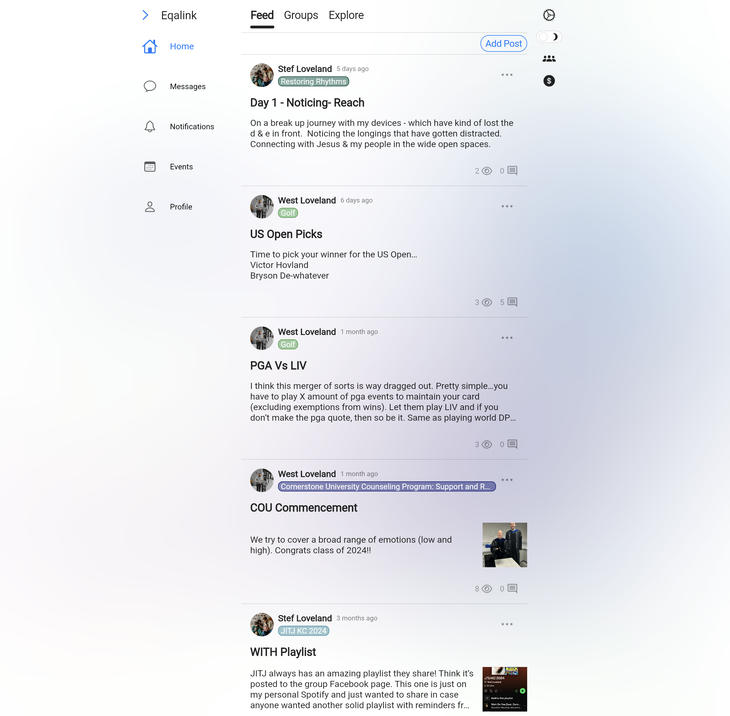 Eqalink
Home
Messages
Notifications
Events
Profile
Feed Groups Explore
Add Post
Stef Loveland 5 days ago
Restoring Rhythms
Day 1 - Noticing- Reach
On a break up journey with my devices - which have kind of lost the
d & e in front.  Noticing the longings that have gotten distracted.
Connecting with Jesus & my people in the wide open spaces.
2 0
West Loveland 6 days ago
Golf
US Open Picks
Time to pick your winner for the US Open...
Victor Hovland
Bryson De-whatever
3 5
West Loveland 1 month ago
Golf
PGA Vs LIV
I think this merger of sorts is way dragged out. Pretty simple...you
have to play X amount of pga events to maintain your card
(excluding exemptions from wins). Let them play LIV and if you
don't make the pga quote, then so be it. Same as playing world DP...
3 0
West Loveland 1 month ago
Cornerstone University Counseling Program: Support and R...
COU Commencement
We try to cover a broad range of emotions (low and
high). Congrats class of 2024!!
8 0
Stef Loveland 3 months ago
JITJ KC 2024
WITH Playlist
JITJ always has an amazing playlist they share! Think it's
posted to the group Facebook page. This one is just on
my personal Spotify and just wanted to share in case
anyone wanted another solid playlist with reminders fr...